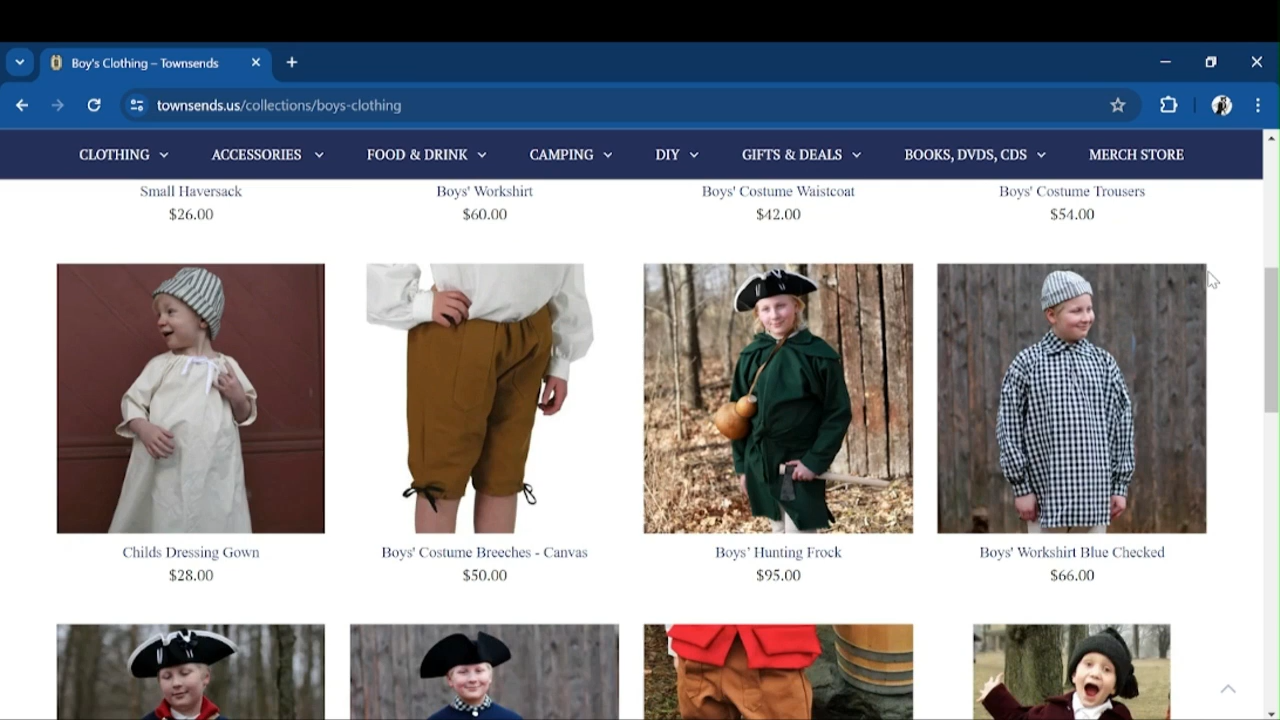 Boy's Clothing – Townsends
townsends.us/collections/boys-clothing
CLOTHING ACCESSORIES FOOD & DRINK CAMPING DIY GIFTS & DEALS BOOKS, DVDS, CDS MERCH STORE
Small Haversack Boys' Workshirt Boys' Costume Waistcoat Boys' Costume Trousers
$26.00 $60.00 $42.00 $54.00
Childs Dressing Gown Boys' Costume Breeches - Canvas Boys’ Hunting Frock Boys' Workshirt Blue Checked
$28.00 $50.00 $95.00 $66.00